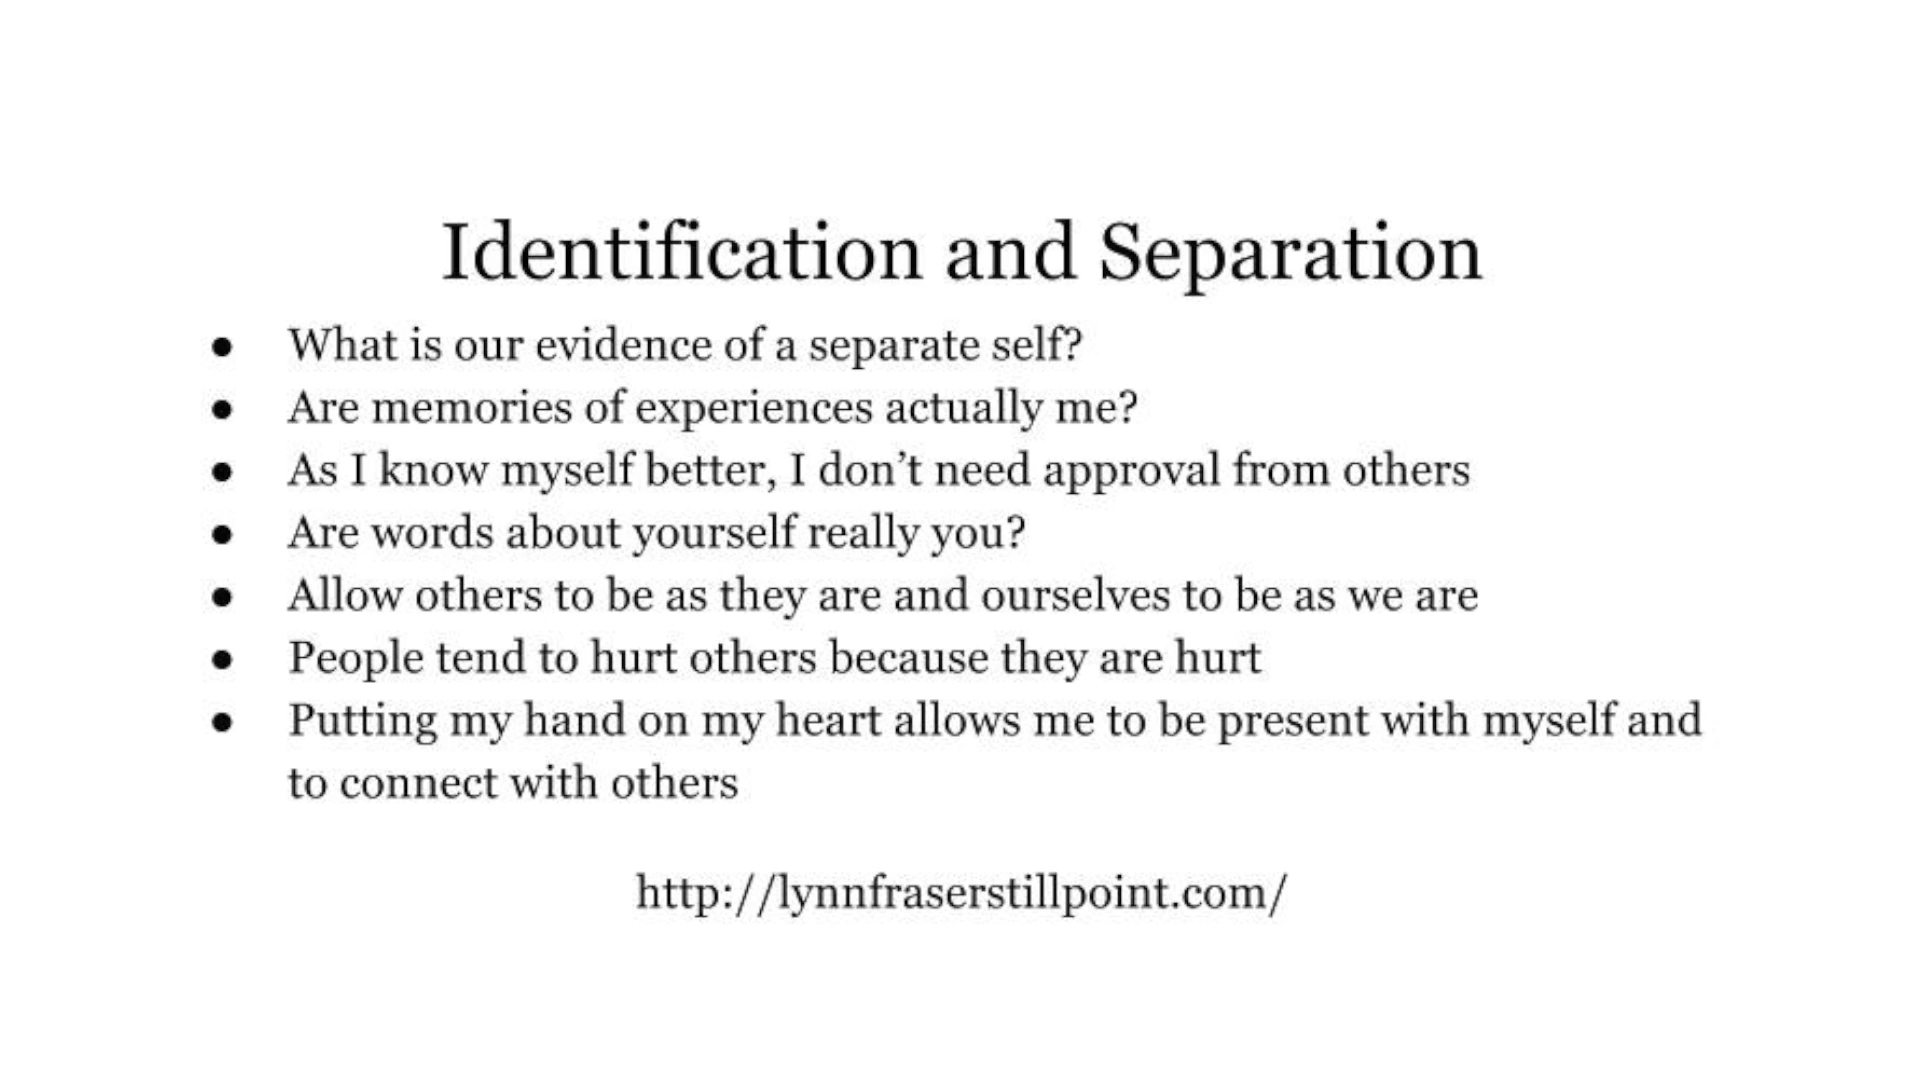 Identification and Separation
● What is our evidence of a separate self?
● Are memories of experiences actually me?
● As I know myself better, I don’t need approval from others
● Are words about yourself really you?
● Allow others to be as they are and ourselves to be as we are
● People tend to hurt others because they are hurt
● Putting my hand on my heart allows me to be present with myself and
to connect with others
http://lynnfraserstillpoint.com/